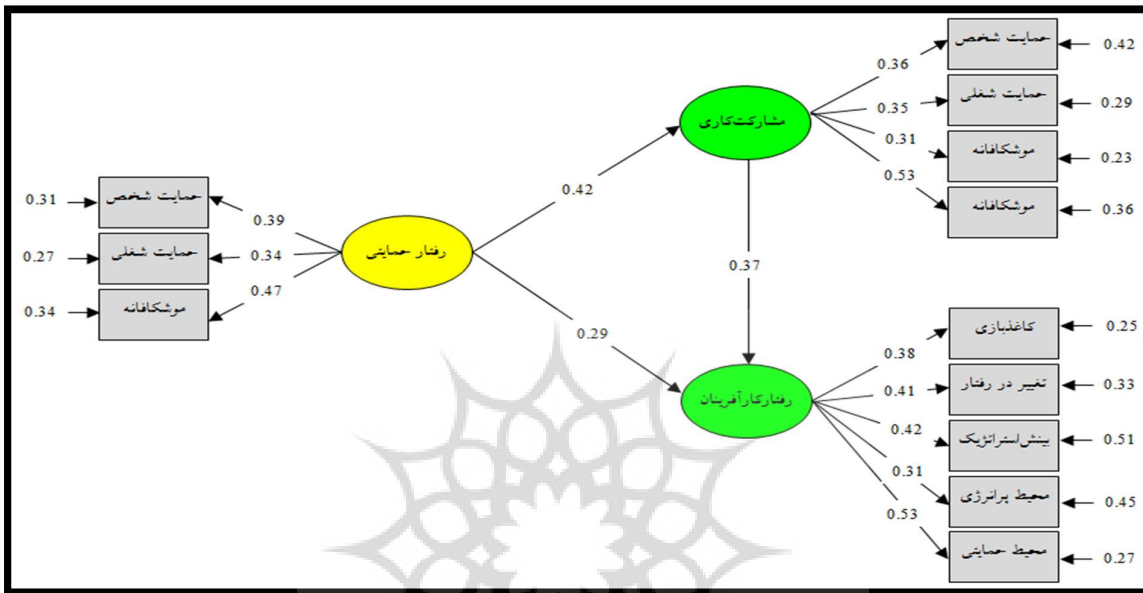 حمایت شخص
0.42
0.36
حمایت شغلی
0.29
0.35
مشارکت‌کاری
موشکافانه
0.23
0.31
موشکافانه
0.36
0.53
0.42
0.31
حمایت شخص
0.39
0.27
حمایت شغلی
0.34
رفتار حمایتی
0.34
موشکافانه
0.47
0.37
0.29
کاغذبازی
0.25
0.38
تغییر در رفتار
0.33
0.41
رفتارکارآفرینان
بینش‌استراتژیک
0.51
0.42
محیط پرانرژی
0.45
0.31
محیط حمایتی
0.27
0.53